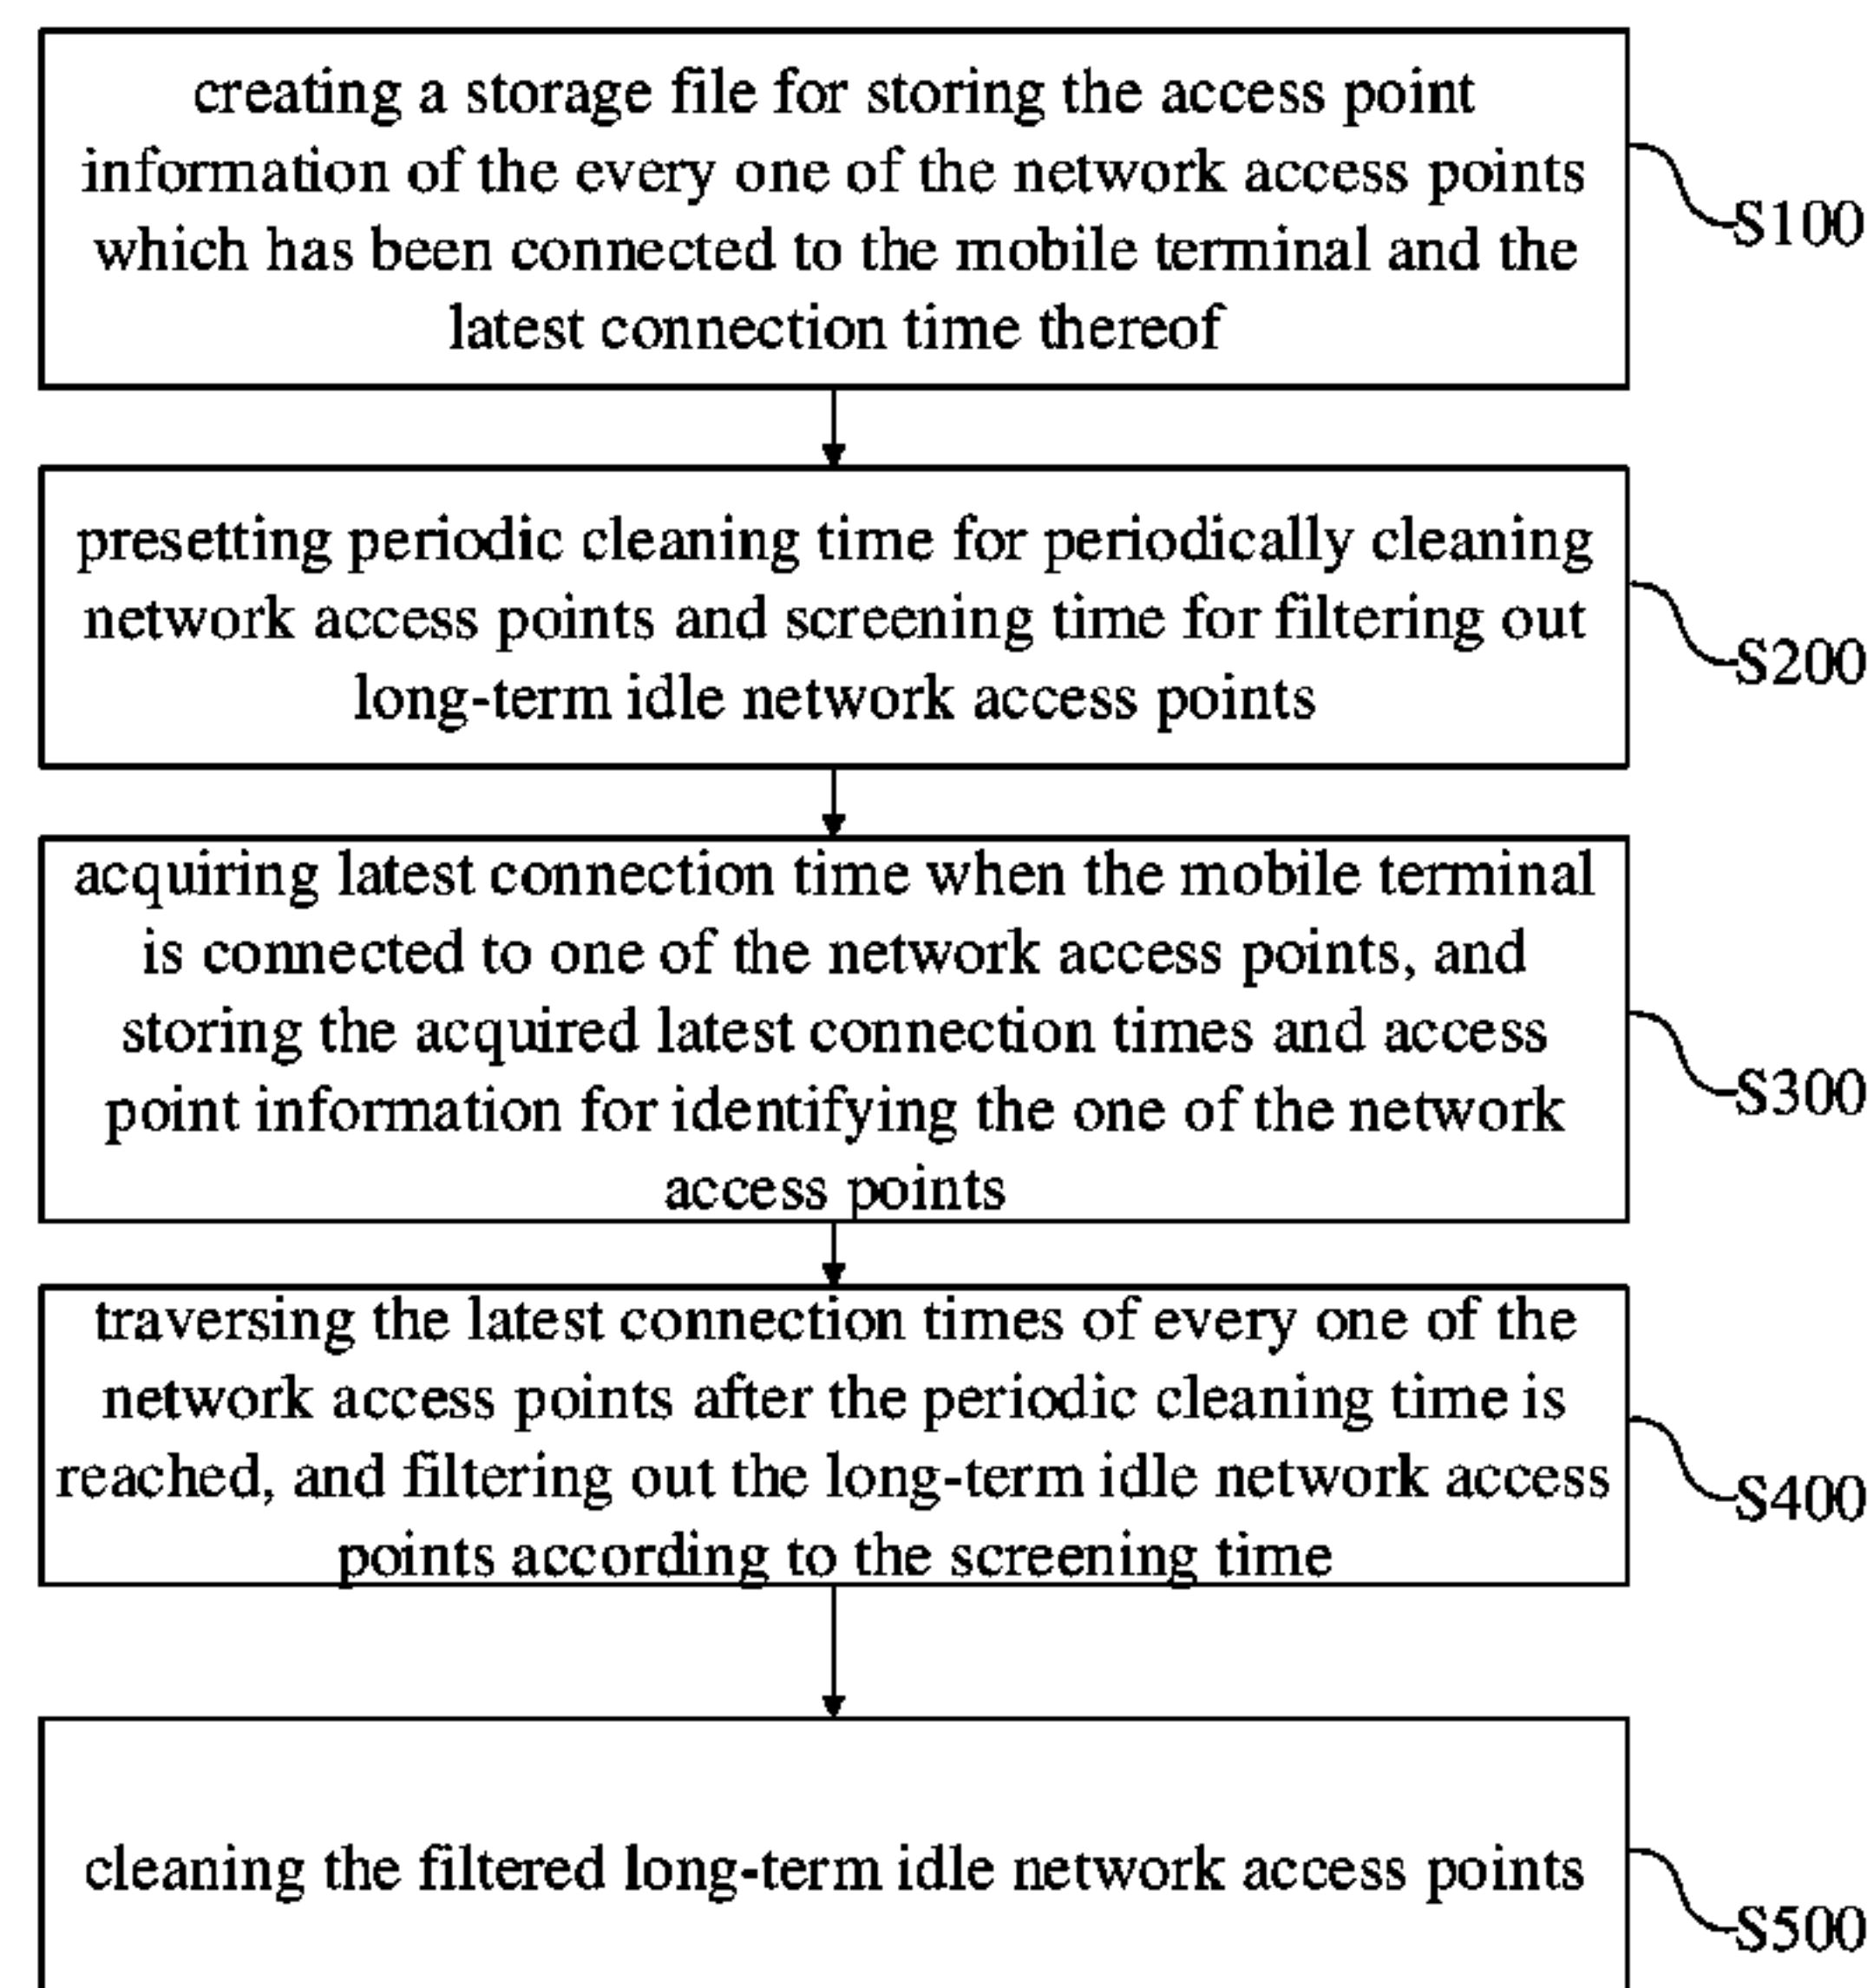 creating a storage file for storing the access point
information of the every one of the network access points
which has been connected to the mobile terminal and the
latest connection time thereof
S100
presetting periodic cleaning time for periodically cleaning
network access points and screening time for filtering out
long-term idle network access points
S200
acquiring latest connection time when the mobile terminal
is connected to one of the network access points, and
storing the acquired latest connection times and access
point information for identifying the one of the network
access points
S300
traversing the latest connection times of every one of the
network access points after the periodic cleaning time is
reached, and filtering out the long-term idle network access
points according to the screening time
S400
cleaning the filtered long-term idle network access points
S500